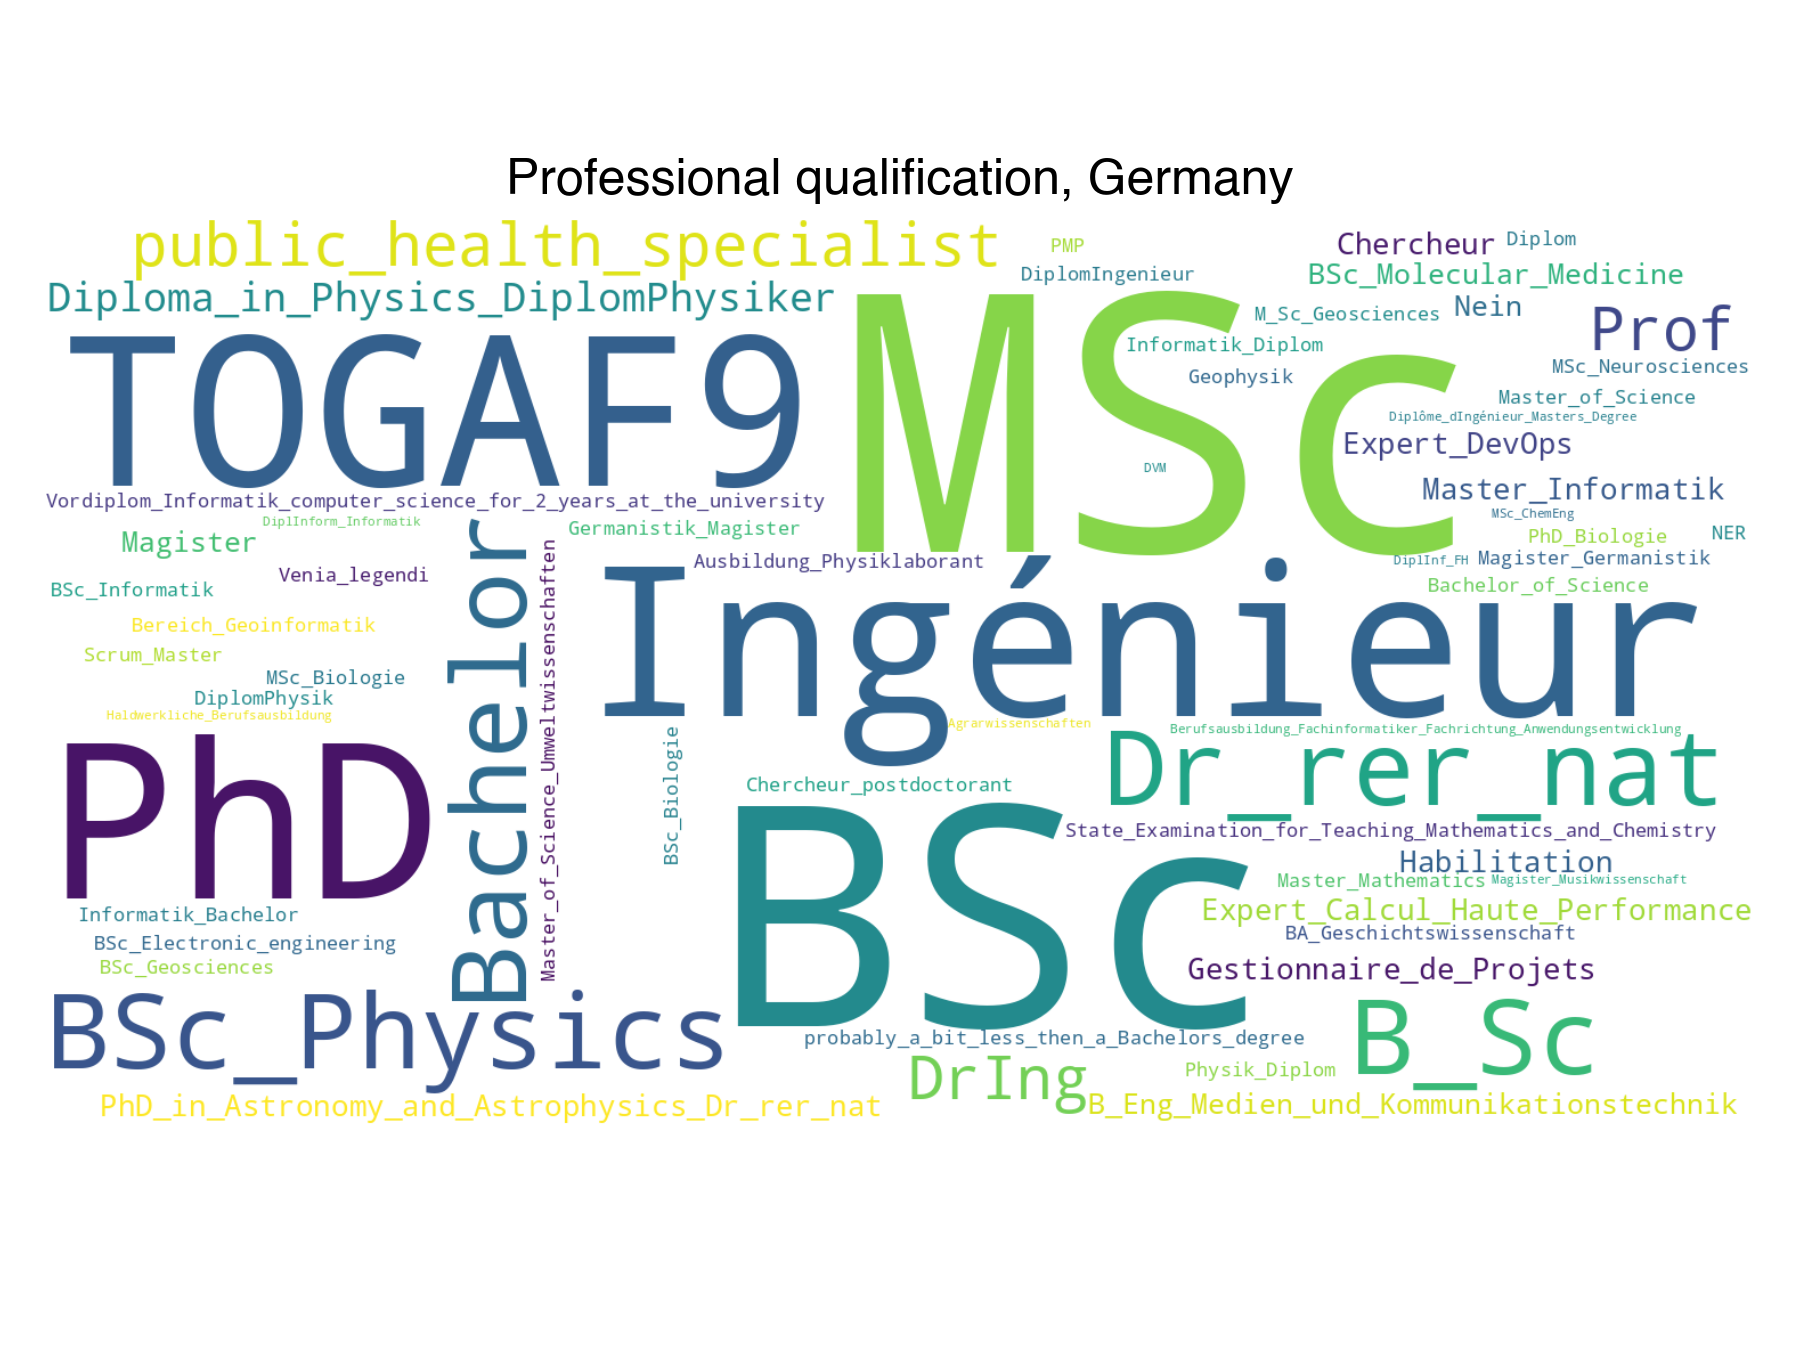 Professional qualification, Germany
public_health_specialist
PMP
Chercheur
Diplom
DiplomIngenieur
BSc_Molecular_Medicine
Diploma_in_Physics_DiplomPhysiker
MSc
M_Sc_Geosciences
Nein
Prof
TOGAF9
Informatik_Diplom
Geophysik
MSc_Neurosciences
Master_of_Science
Diplôme_dIngénieur_Masters_Degree
Expert_DevOps
DVM
Master_Informatik
Vordiplom_Informatik_computer_science_for_2_years_at_the_university
MSc_ChemEng
DiplInform_Informatik
Germanistik_Magister
PhD_Biologie
NER
Magister
Ausbildung_Physiklaborant
DiplInf_FH
Magister_Germanistik
Venia_legendi
Bachelor_of_Science
BSc_Informatik
Bachelor
Master_of_Science_Umweltwissenschaften
Ingénieur
Bereich_Geoinformatik
Scrum_Master
MSc_Biologie
DiplomPhysik
Haldwerkliche_Berufsausbildung
Agrarwissenschaften
Berufsausbildung_Fachinformatiker_Fachrichtung_Anwendungsentwicklung
PhD
BSc_Biologie
Dr_rer_nat
Chercheur_postdoctorant
BSc
State_Examination_for_Teaching_Mathematics_and_Chemistry
Habilitation
Master_Mathematics
Magister_Musikwissenschaft
Informatik_Bachelor
Expert_Calcul_Haute_Performance
BSc_Electronic_engineering
BA_Geschichtswissenschaft
BSc_Geosciences
Gestionnaire_de_Projets
BSc_Physics
B_Sc
probably_a_bit_less_then_a_Bachelors_degree
DrIng
Physik_Diplom
PhD_in_Astronomy_and_Astrophysics_Dr_rer_nat
B_Eng_Medien_und_Kommunikationstechnik